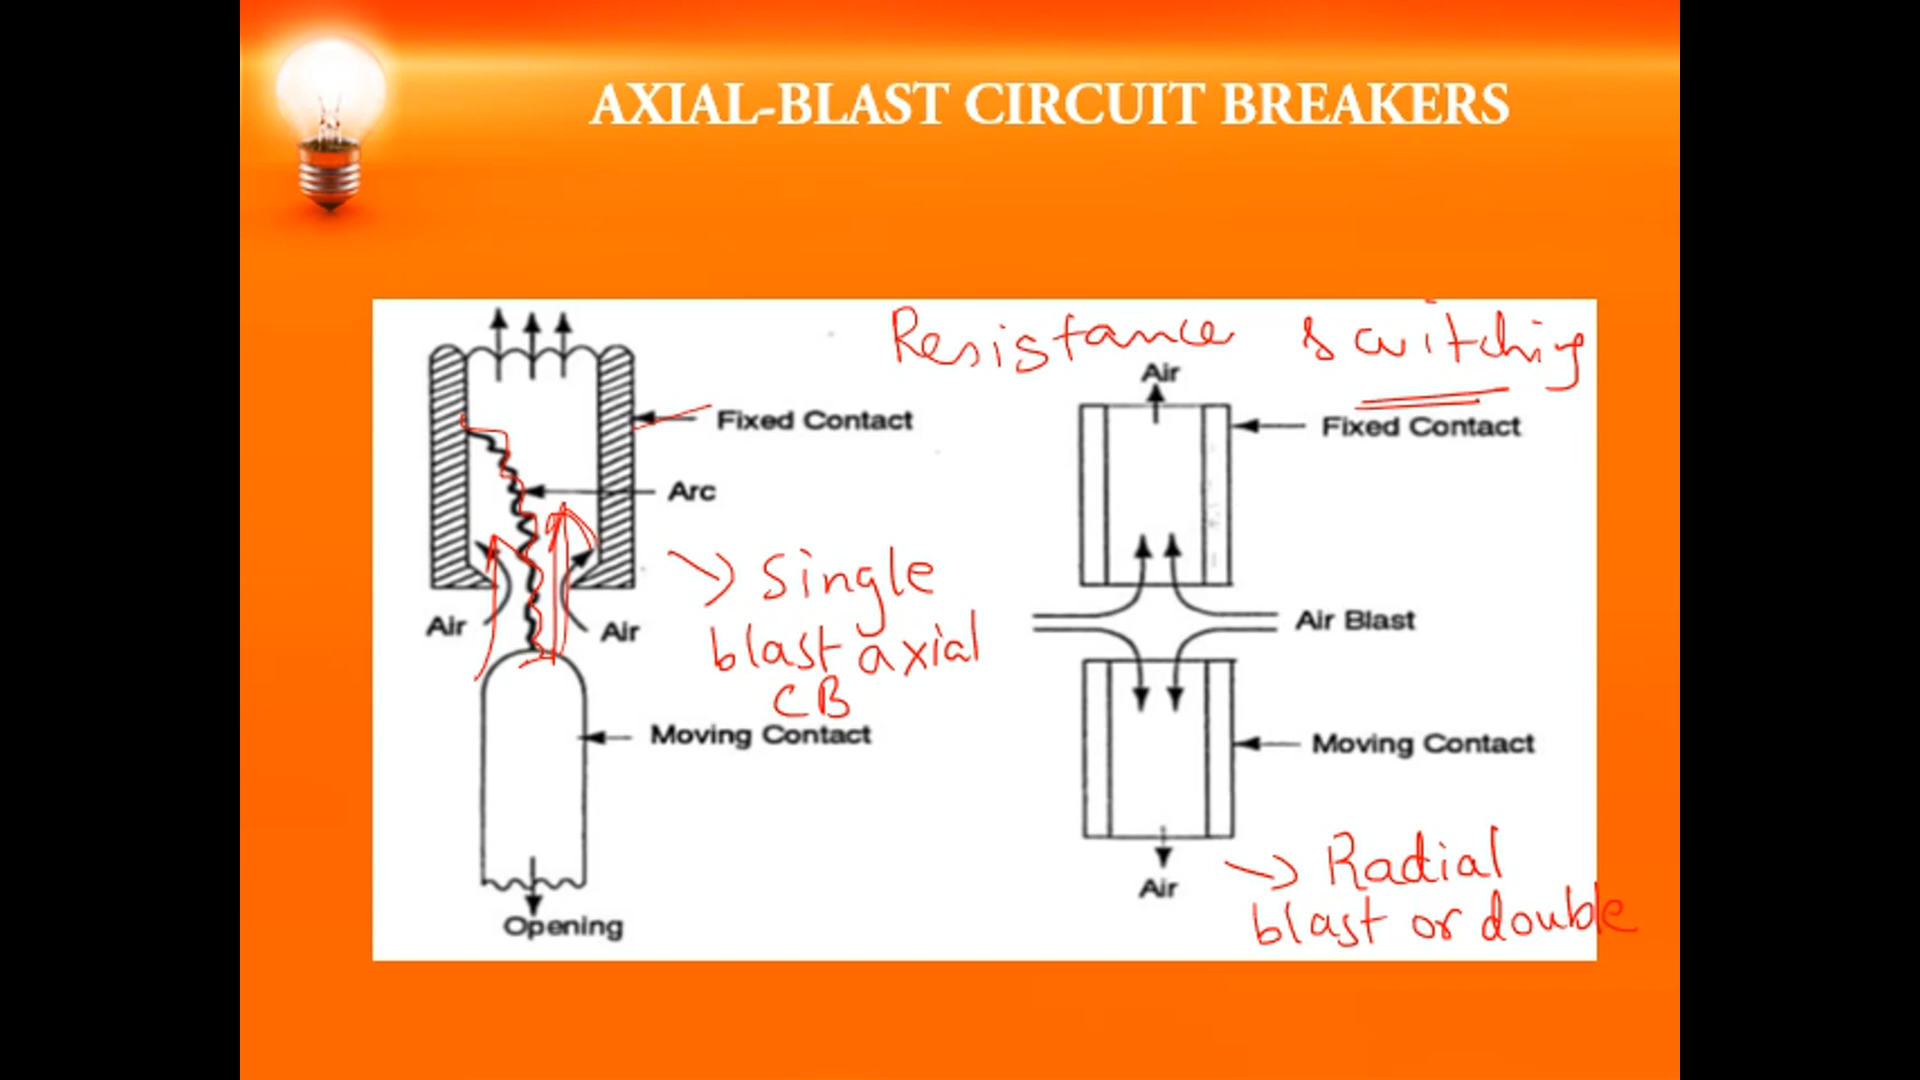 AXIAL-BLAST CIRCUIT BREAKERS
Resistance switching
Air
Fixed Contact
Fixed Contact
Arc
Single
blast axial
CB
Air
Air
Air Blast
Moving Contact
Moving Contact
Opening
Air
Radial
blast or double